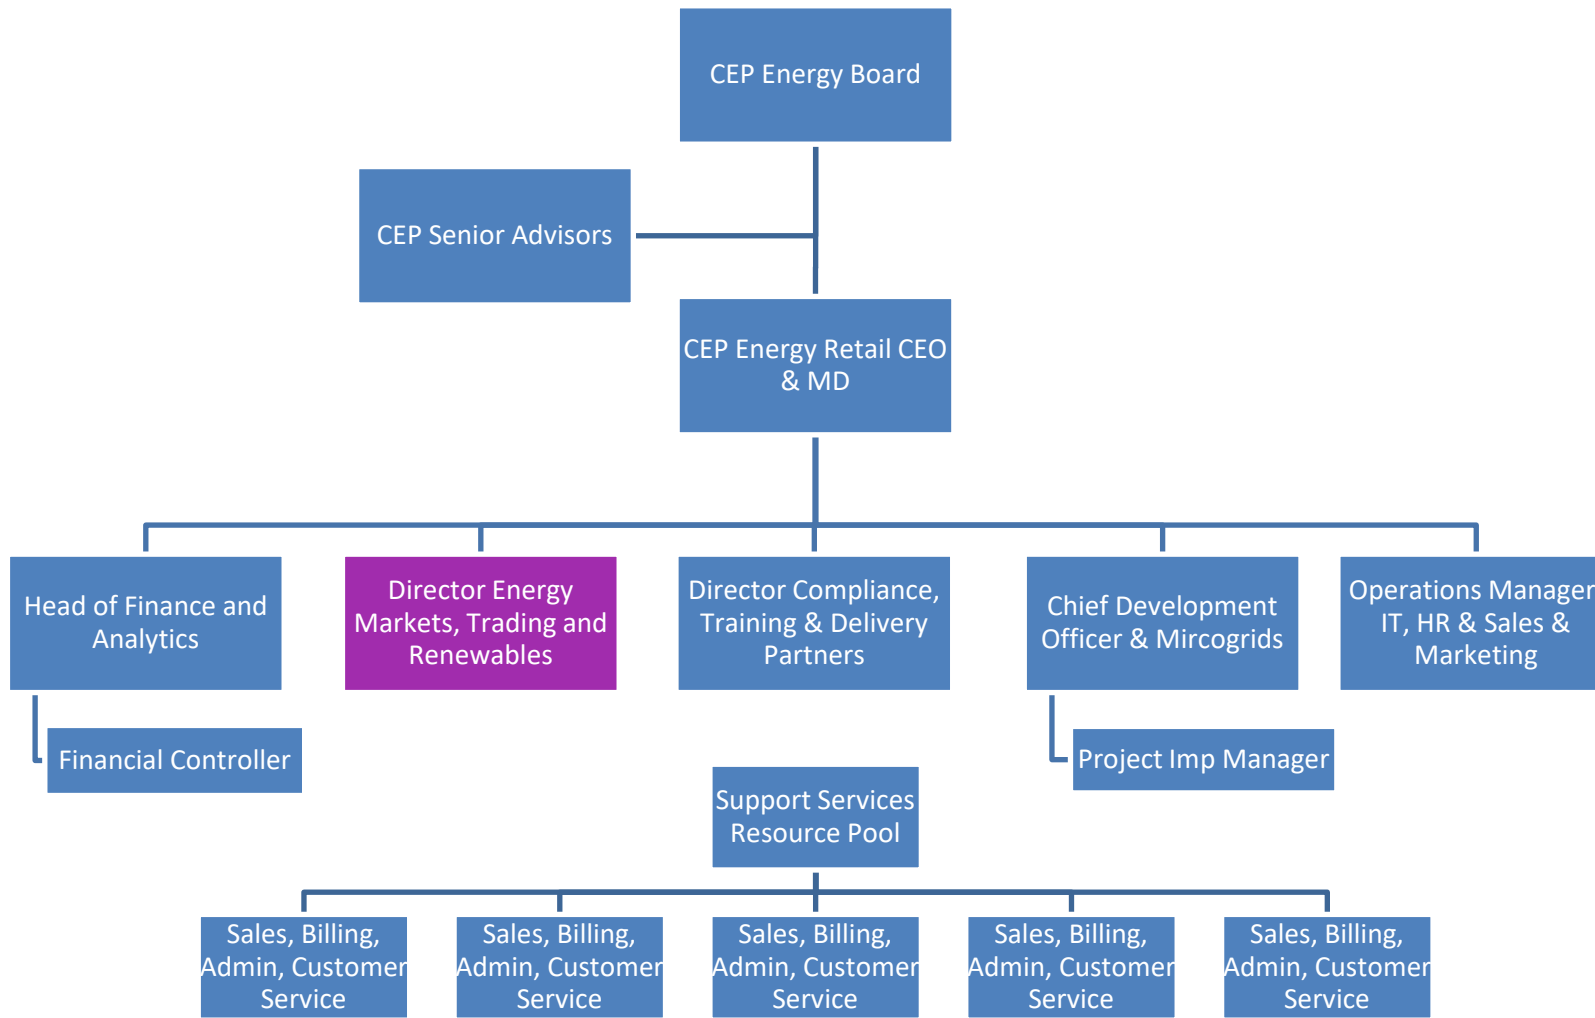 CEP Energy Board
CEP Senior Advisors
CEP Energy Retail CEO
& MD
Head of Finance and
Analytics
Director Energy
Markets, Trading and
Renewables
Director Compliance,
Training & Delivery
Partners
Chief Development
Officer & Mircogrids
Operations Manager
IT, HR & Sales &
Marketing
Financial Controller
Project Imp Manager
Support Services
Resource Pool
Sales, Billing,
Admin, Customer
Service
Sales, Billing,
Admin, Customer
Service
Sales, Billing,
Admin, Customer
Service
Sales, Billing,
Admin, Customer
Service
Sales, Billing,
Admin, Customer
Service